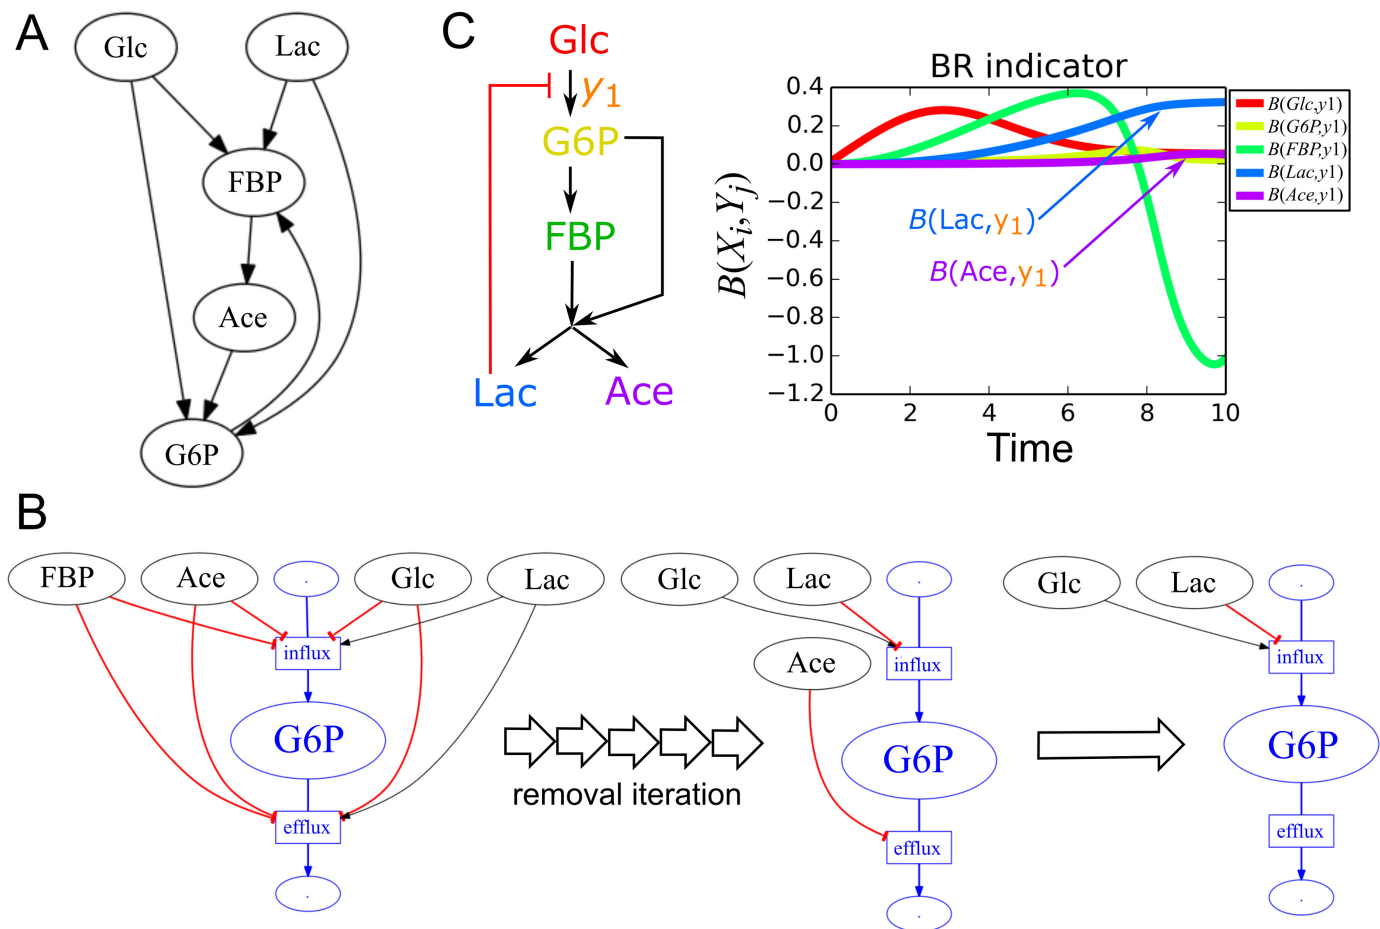 A
Glc
Lac
FBP
Ace
G6P
C
Glc
y1
G6P
FBP
Lac
Ace
BR indicator
B(Xi,Yj)
0.4
0.2
0.0
−0.2
−0.4
−0.6
−0.8
−1.0
−1.2
0
2
4
6
8
10
Time
B(Lac,y1)
B(Ace,y1)
B(Glc,y1)
B(G6P,y1)
B(FBP,y1)
B(Lac,y1)
B(Ace,y1)
B
FBP
Ace
.
Glc
Lac
influx
G6P
efflux
.
removal iteration
Glc
Lac
.
Ace
influx
G6P
efflux
.
Glc
Lac
.
influx
G6P
efflux
.